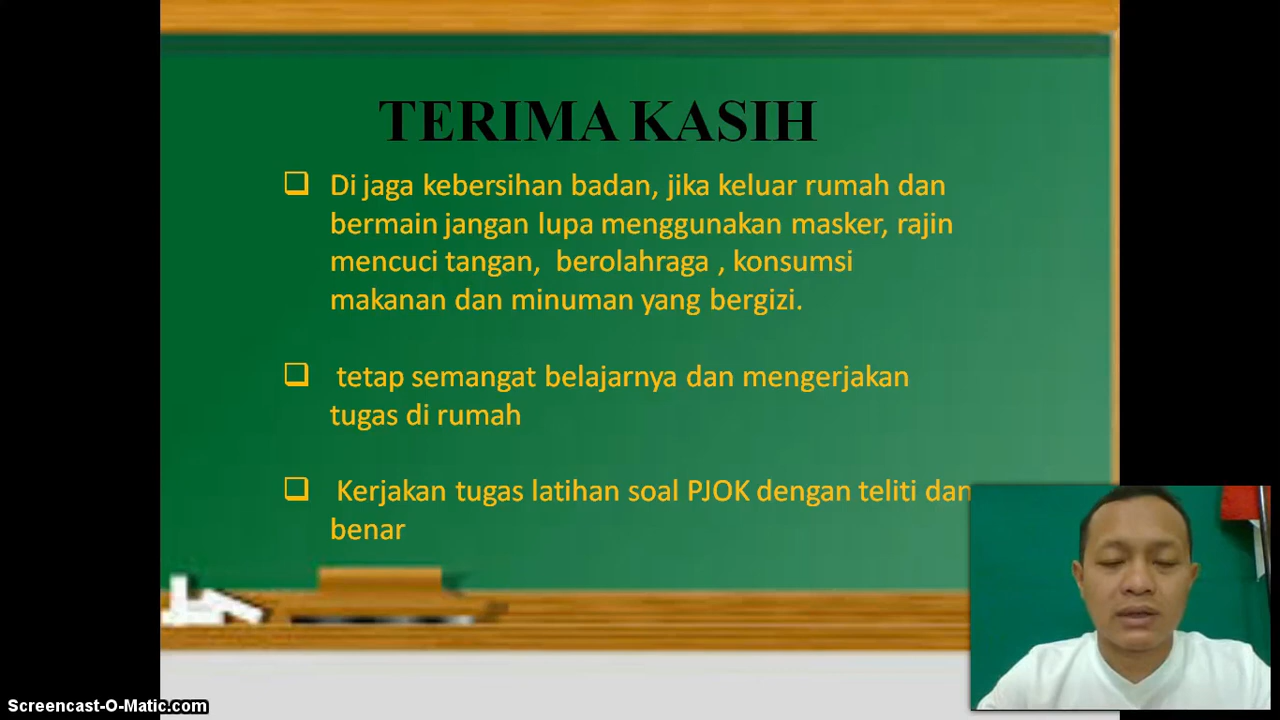 TERIMA KASIH
Di jaga kebersihan badan, jika keluar rumah dan
bermain jangan lupa menggunakan masker, rajin
mencuci tangan,  berolahraga , konsumsi
makanan dan minuman yang bergizi.
tetap semangat belajarnya dan mengerjakan
tugas di rumah
Kerjakan tugas latihan soal PJOK dengan teliti dan
benar
Screencast-O-Matic.com